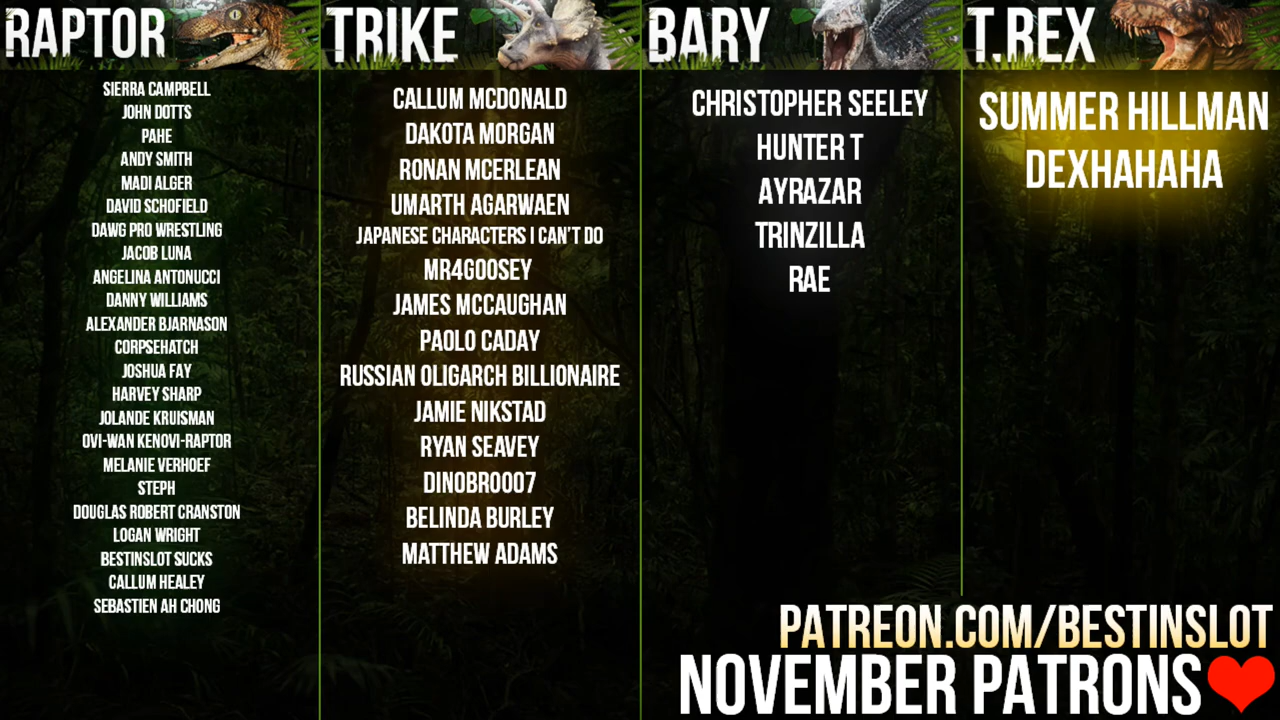 RAPTOR
SIERRA CAMPBELL
JOHN DOTTS
PAHE
ANDY SMITH
MADI ALGER
DAVID SCHOFIELD
DAWG PRO WRESTLING
JACOB LUNA
ANGELINA ANTONUCCI
DANNY WILLIAMS
ALEXANDER BJARNASON
CORPSEHATCH
JOSHUA FAY
HARVEY SHARP
JOLANDE KRUISMAN
OVI-WAN KENOVI-RAPTOR
MELANIE VERHOEF
STEPH
DOUGLAS ROBERT CRANSTON
LOGAN WRIGHT
BESTINSLOT SUCKS
CALLUM HEALEY
SEBASTIEN AH CHONG
TRIKE
CALLUM MCDONALD
DAKOTA MORGAN
RONAN MCERLEAN
UMARTH AGARWAEN
JAPANESE CHARACTERS I CAN'T DO
MR4GOOSEY
JAMES MCCAUGHAN
PAOLO CADAY
RUSSIAN OLIGARCH BILLIONAIRE
JAMIE NIKSTAD
RYAN SEAVEY
DINOBRO007
BELINDA BURLEY
MATTHEW ADAMS
BARY
CHRISTOPHER SEELEY
HUNTER T
AYRAZAR
TRINZILLA
RAE
T.REX
SUMMER HILLMAN
DEXHAHAHA
PATREON.COM/BESTINSLOT
NOVEMBER PATRONS